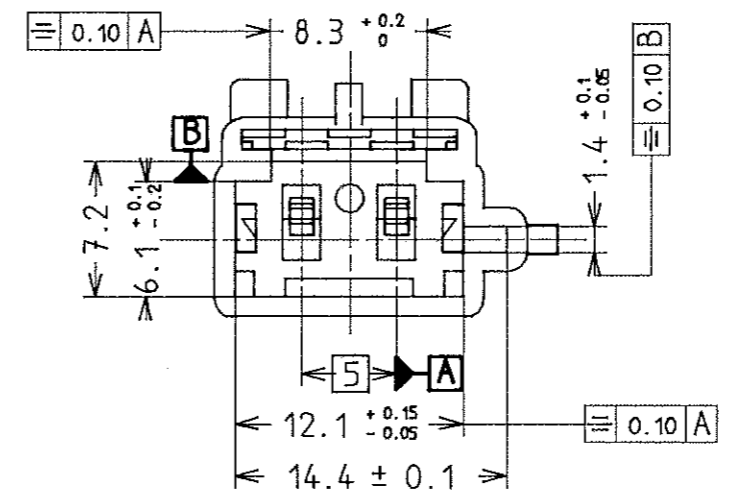 ⌯ 0.10 A
8.3 +0.2 0
⌯ 0.10 B
1.4 +0.1 -0.05
B
7.2
6.1 +0.1 -0.2
5
A
12.1 +0.15 -0.05
⌯ 0.10 A
14.4 ± 0.1